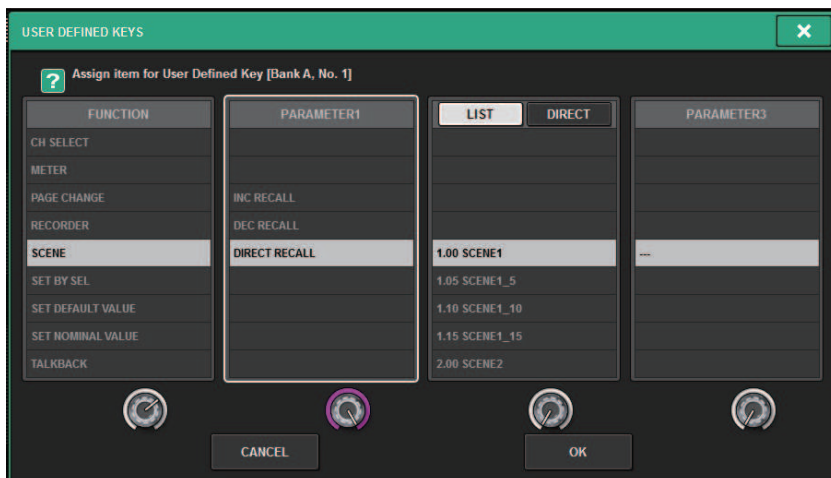 USER DEFINED KEYS
×
? Assign item for User Defined Key [Bank A, No. 1]
FUNCTION PARAMETER1 LIST DIRECT PARAMETER3
CH SELECT
METER
PAGE CHANGE INC RECALL
RECORDER DEC RECALL
SCENE DIRECT RECALL 1.00 SCENE1 ---
SET BY SEL 1.05 SCENE1_5
SET DEFAULT VALUE 1.10 SCENE1_10
SET NOMINAL VALUE 1.15 SCENE1_15
TALKBACK 2.00 SCENE2
CANCEL OK